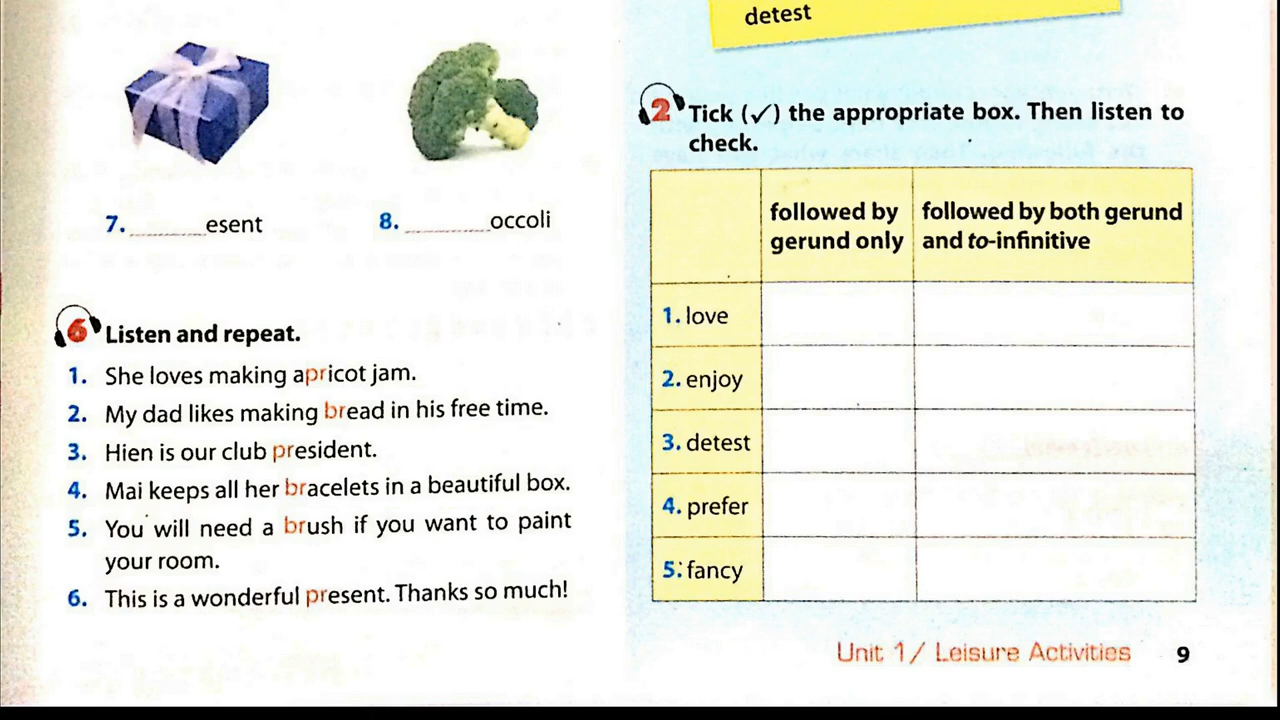 7. ________esent
8. ________occoli
6 Listen and repeat.
1. She loves making apricot jam.
2. My dad likes making bread in his free time.
3. Hien is our club president.
4. Mai keeps all her bracelets in a beautiful box.
5. You will need a brush if you want to paint
your room.
6. This is a wonderful present. Thanks so much!
detest
2 Tick (✓) the appropriate box. Then listen to
check.
followed by
gerund only
followed by both gerund
and to-infinitive
1. love
2. enjoy
3. detest
4. prefer
5. fancy
Unit 1/ Leisure Activities 9